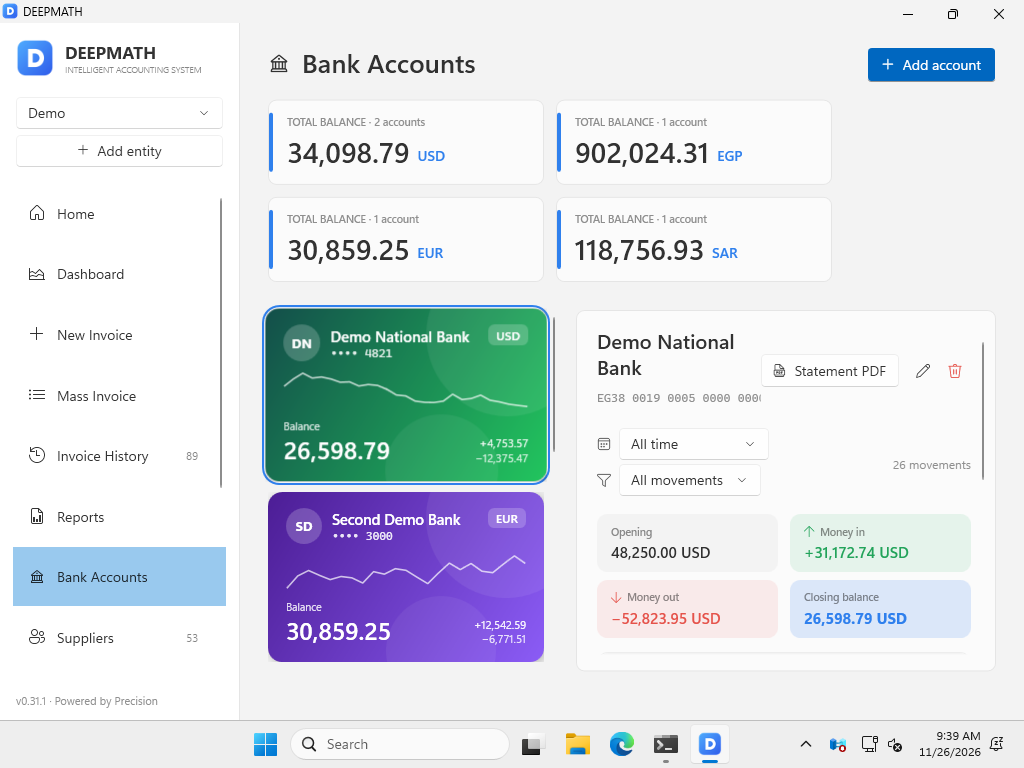 DEEPMATH
DEEPMATH
INTELLIGENT ACCOUNTING SYSTEM
Demo
Add entity
Home
Dashboard
New Invoice
Mass Invoice
Invoice History 89
Reports
Bank Accounts
Suppliers 53
v0.31.1 · Powered by Precision
Bank Accounts
Add account
TOTAL BALANCE · 2 accounts
34,098.79 USD
TOTAL BALANCE · 1 account
902,024.31 EGP
TOTAL BALANCE · 1 account
30,859.25 EUR
TOTAL BALANCE · 1 account
118,756.93 SAR
DN
Demo National Bank
USD
•••• 4821
Balance
26,598.79
+4,753.57
−12,375.47
SD
Second Demo Bank
EUR
•••• 3000
Balance
30,859.25
+12,542.59
−6,771.51
Demo National
Bank
EG38 0019 0005 0000 000
Statement PDF
All time
All movements
26 movements
Opening
48,250.00 USD
Money in
+31,172.74 USD
Money out
−52,823.95 USD
Closing balance
26,598.79 USD
Search
9:39 AM
11/26/2026